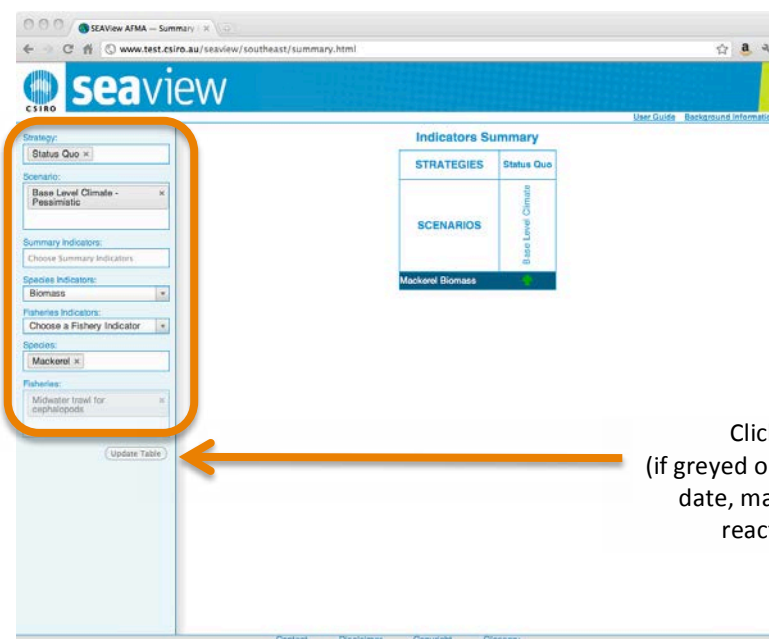 SEAView AFMA — Summary
www.test.csiro.au/seaview/southeast/summary.html
CSIRO
seaview
User Guide Background Informatio
Strategy:
Status Quo ×
Scenario:
Base Level Climate - ×
Pessimistic
Summary Indicators:
Choose Summary Indicators
Species Indicators:
Biomass
Fisheries Indicators:
Choose a Fishery Indicator
Species:
Mackerel ×
Fisheries:
Midwater trawl for ×
cephalopods
Update Table
Indicators Summary
STRATEGIES Status Quo
SCENARIOS Base Level Climate
Mackerel Biomass
Clic
(if greyed o
date, ma
reac
Contact Disclaimer Copyright Glossary